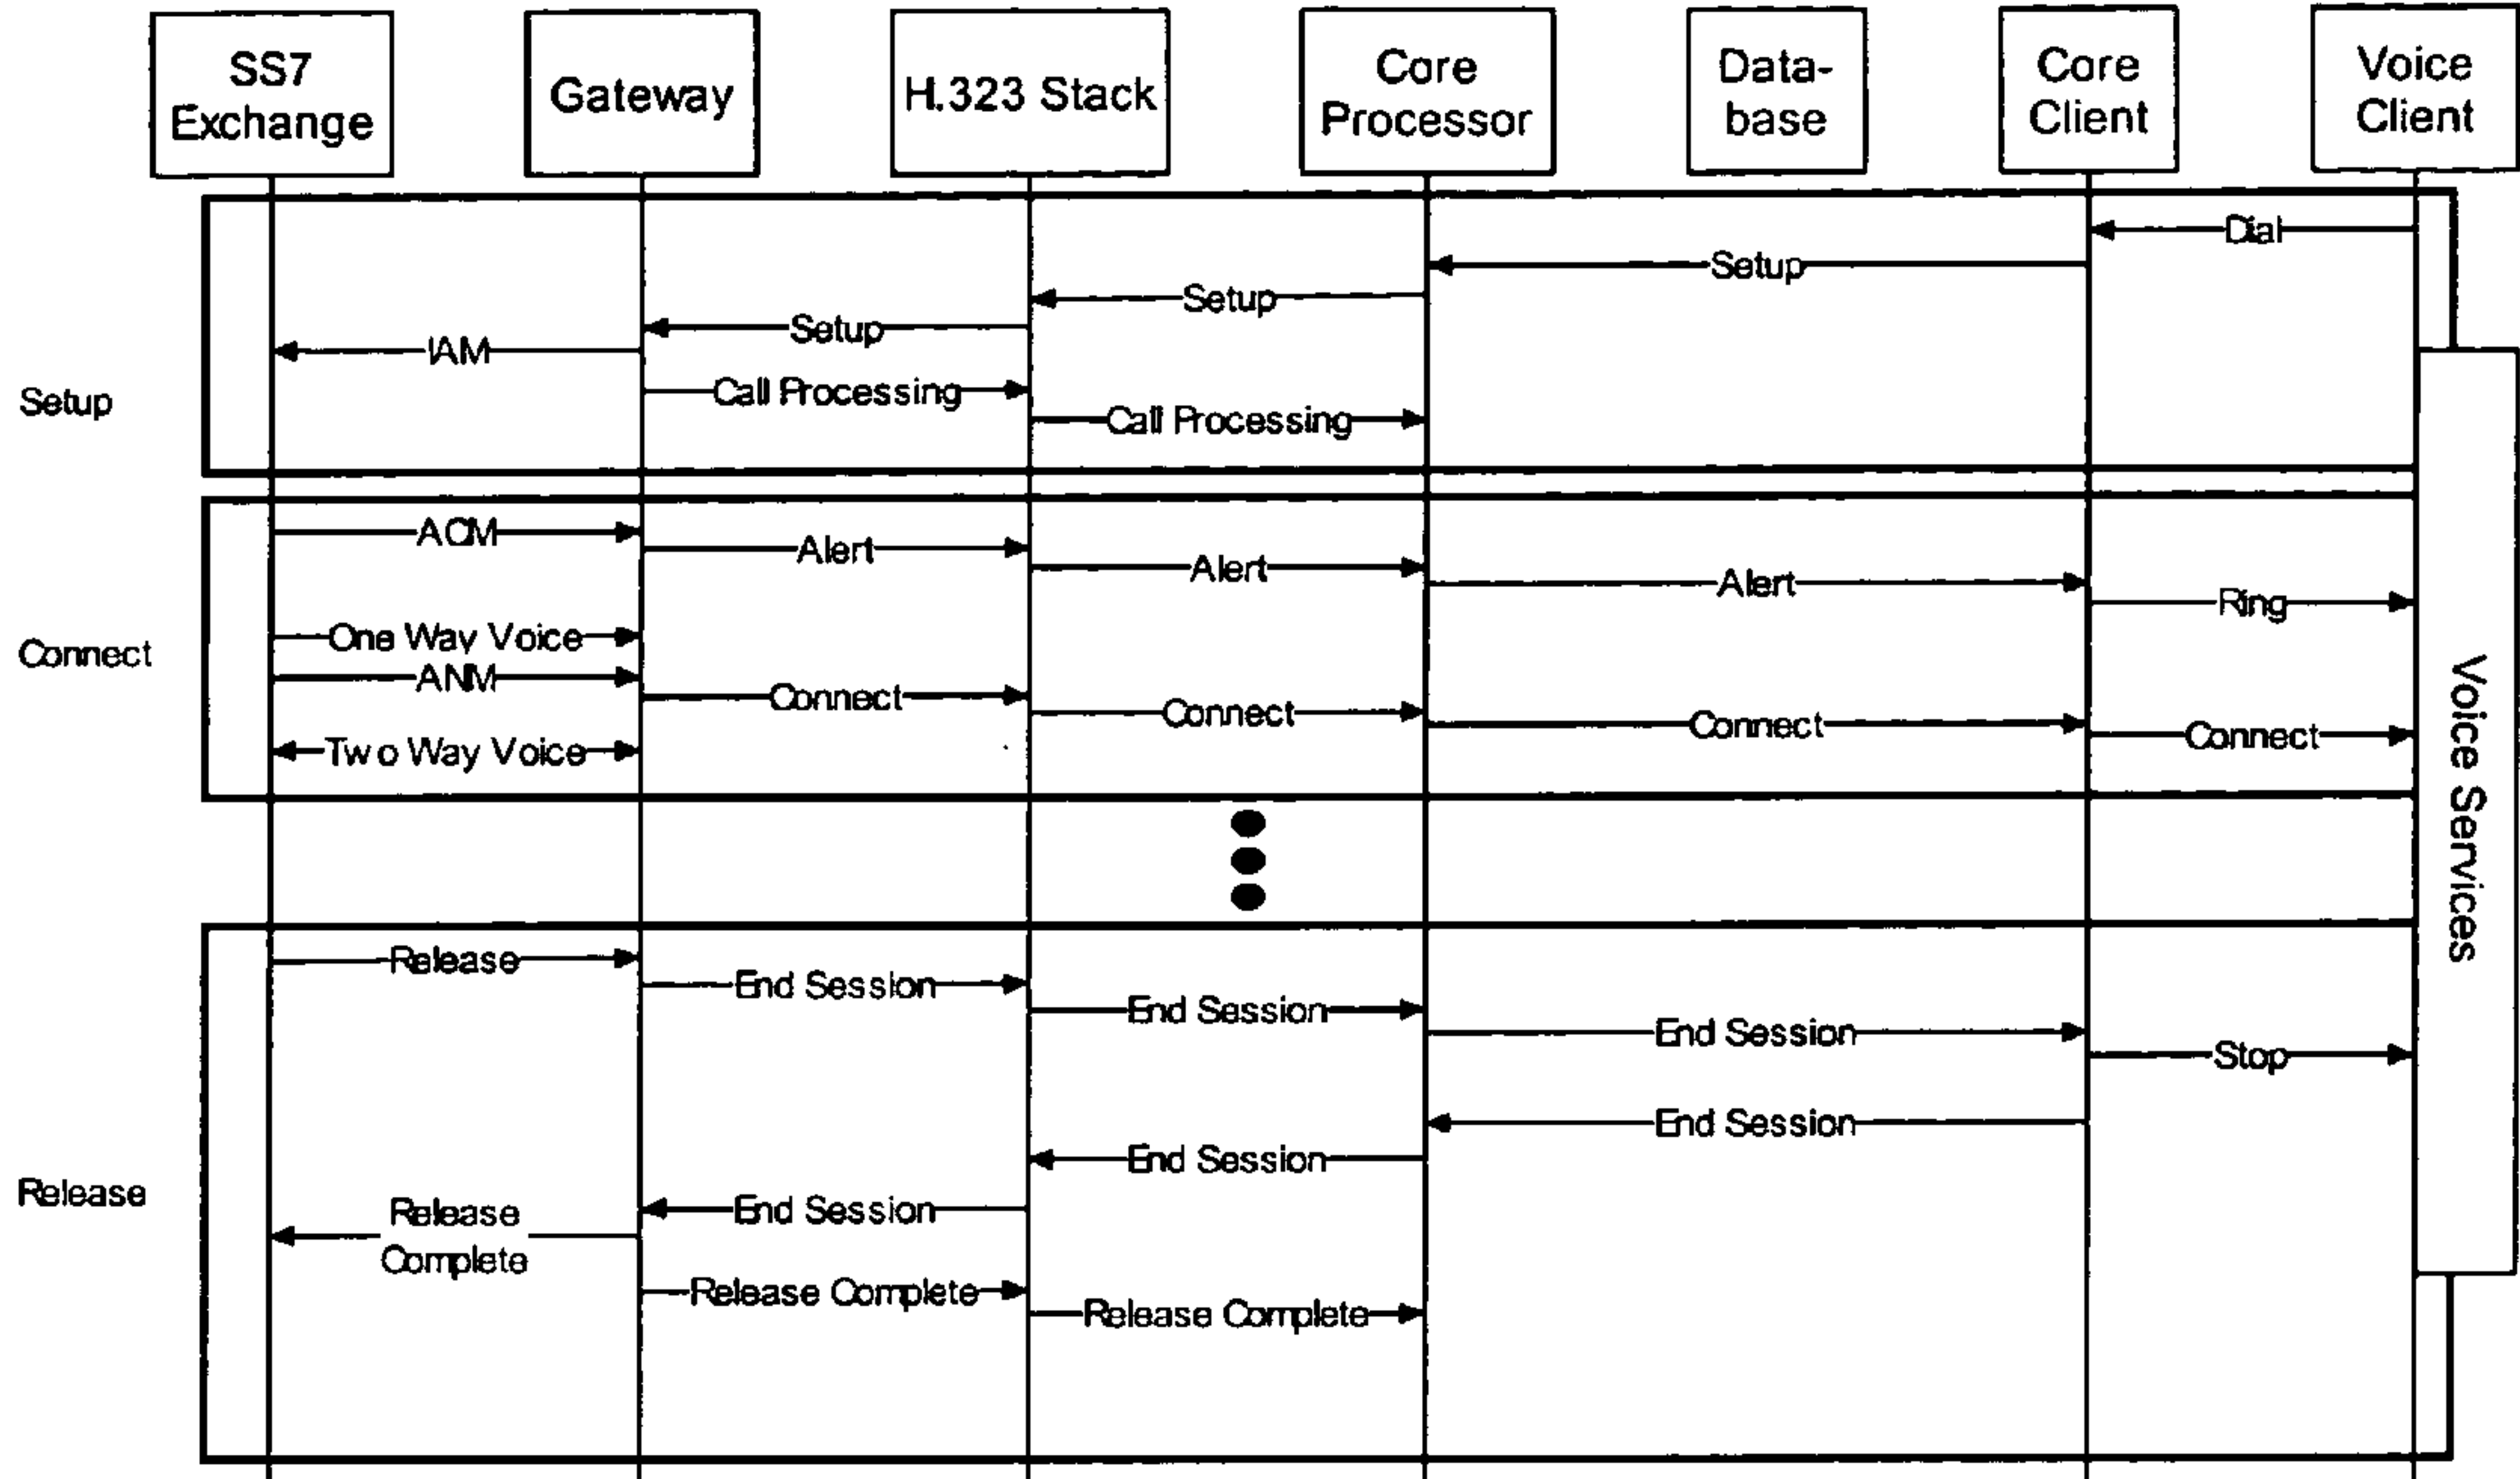 SS7
Exchange
Gateway
H.323 Stack
Core
Processor
Data-
base
Core
Client
Voice
Client
Dial
Setup
Setup
Setup
IAM
Setup
Call Processing
Call Processing
ACM
Alert
Alert
Alert
Ring
One Way Voice
Connect
ANM
Connect
Connect
Connect
Connect
Two Way Voice
Voice Services
Release
End Session
End Session
End Session
Stop
End Session
End Session
Release
End Session
Release
Complete
Release Complete
Release Complete